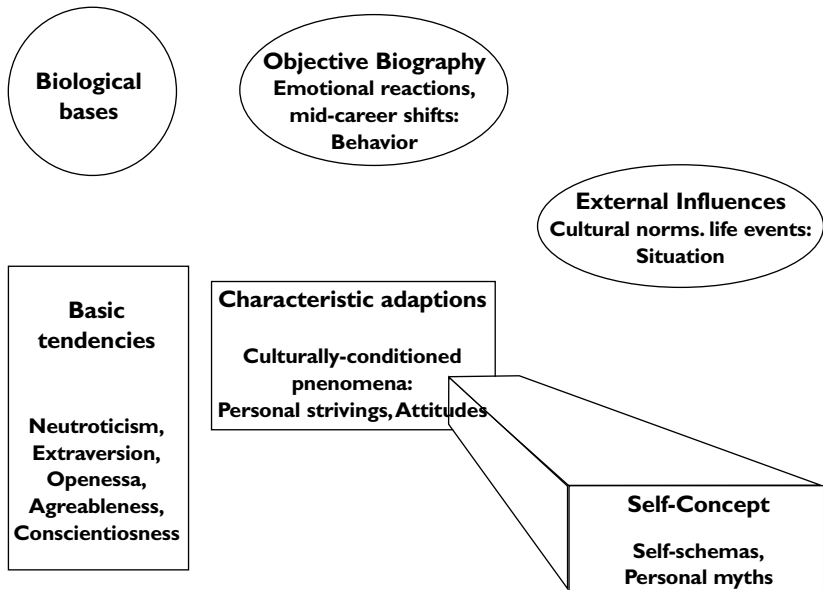 Biological
bases
Objective Biography
Emotional reactions,
mid-career shifts:
Behavior
External Influences
Cultural norms. life events:
Situation
Basic
tendencies
Neutroticism,
Extraversion,
Openessa,
Agreableness,
Conscientiosness
Characteristic adaptions
Culturally-conditioned
pnenomena:
Personal strivings, Attitudes
Self-Concept
Self-schemas,
Personal myths